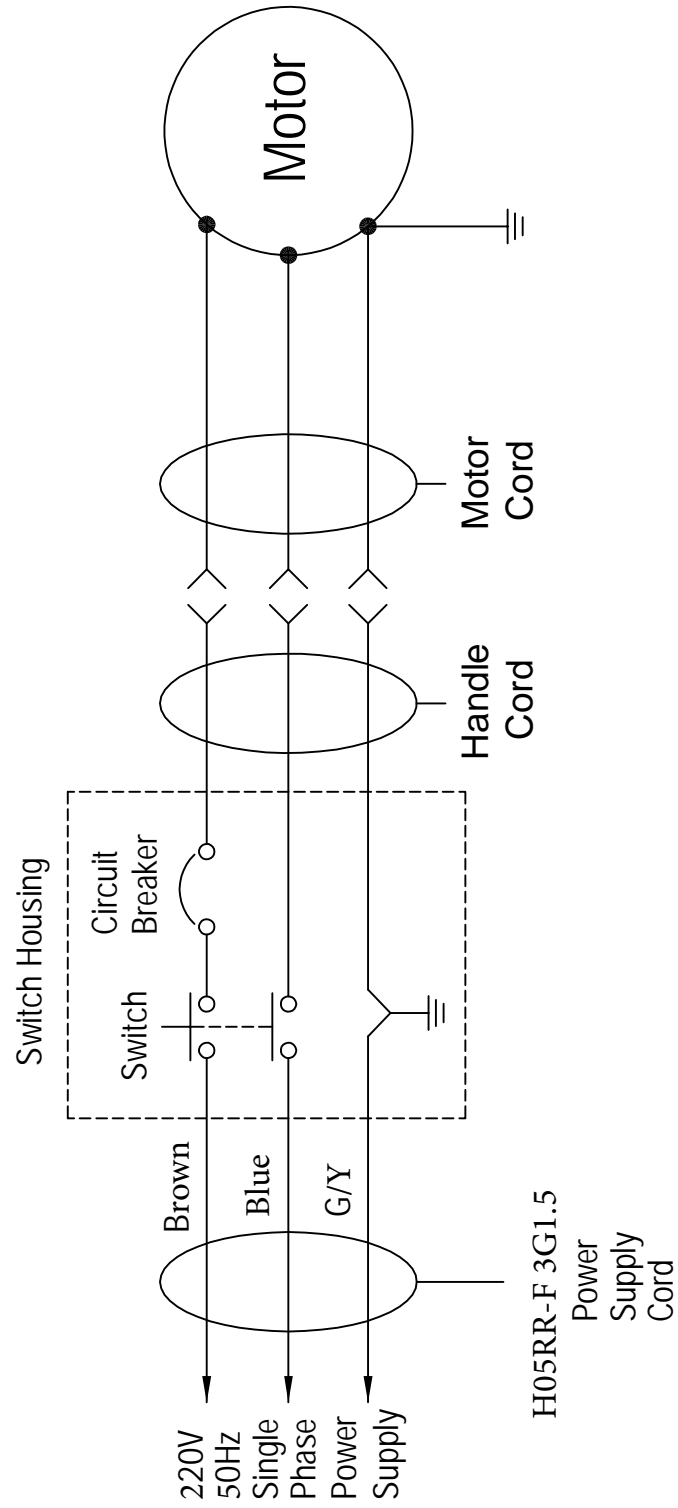 Switch Housing
Switch
Circuit
Breaker
Motor
Brown
Blue
G/Y
220V
50Hz
Single
Phase
Power
Supply
H05RR-F 3G1.5
Power
Supply
Cord
Handle
Cord
Motor
Cord